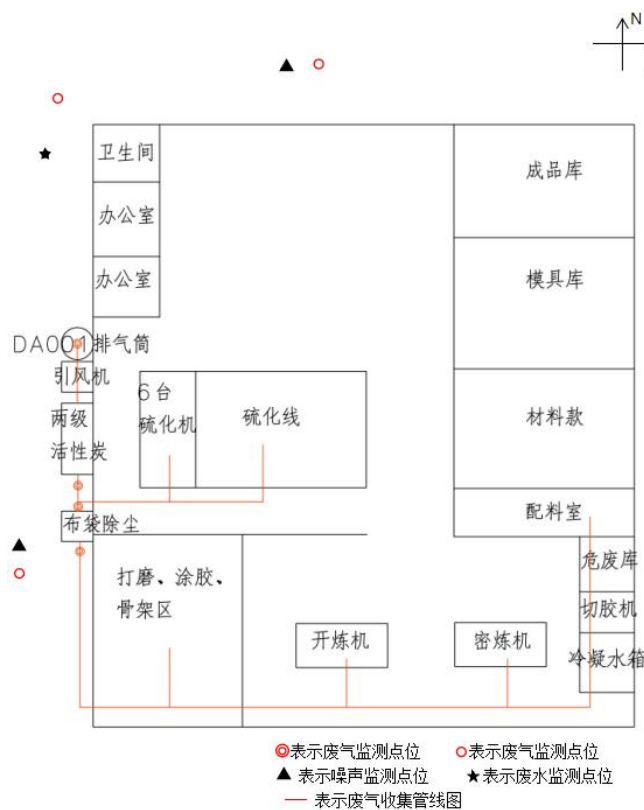 N
卫生间
成品库
办公室
模具库
办公室
DA001排气筒
引风机
6台
硫化机
硫化线
两级
活性炭
材料款
配料室
布袋除尘
危废库
打磨、涂胶、
骨架区
切胶机
开炼机
密炼机
冷凝水箱
表示废气监测点位
表示废气监测点位
表示噪声监测点位
表示废水监测点位
表示废气收集管线图